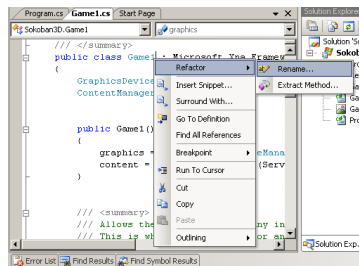 Program.cs Game1.cs Start Page
Solution Explorer
Sokoban3D.Game1 graphics
/// </summary>
public class Game1 : Microsoft.Xna.Framew
{
GraphicsDevice
ContentManager
public Game1()
{
graphics =
content = (Serv
}
/// <summary>
/// Allows the
/// This is wh
Refactor
Insert Snippet...
Surround With...
Go To Definition
Find All References
Breakpoint
Run To Cursor
Cut
Copy
Paste
Outlining
Rename...
Extract Method...
Solution 'So
Solution Exp...
Error List Find Results Find Symbol Results